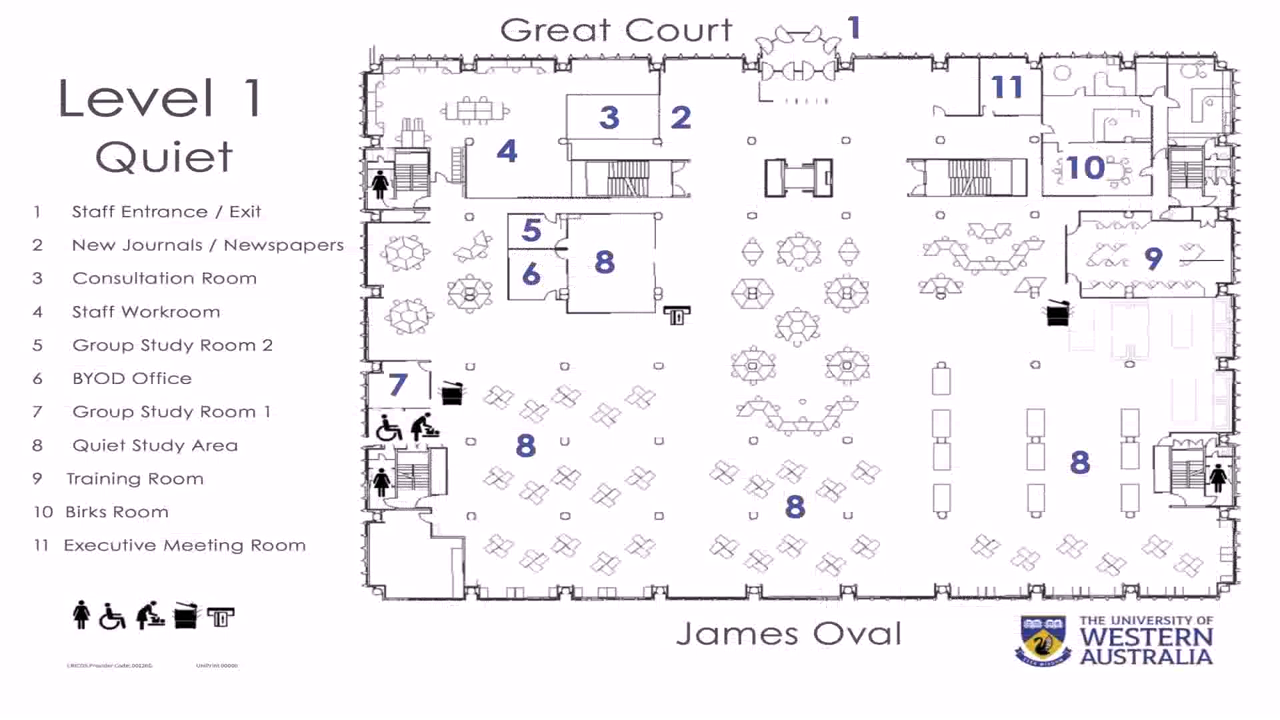 Great Court
1
Level 1
Quiet
1 Staff Entrance / Exit
2 New Journals / Newspapers
3 Consultation Room
4 Staff Workroom
5 Group Study Room 2
6 BYOD Office
7 Group Study Room 1
8 Quiet Study Area
9 Training Room
10 Birks Room
11 Executive Meeting Room
11
3
2
4
10
5
8
9
6
7
8
8
8
James Oval
THE UNIVERSITY OF
WESTERN
AUSTRALIA